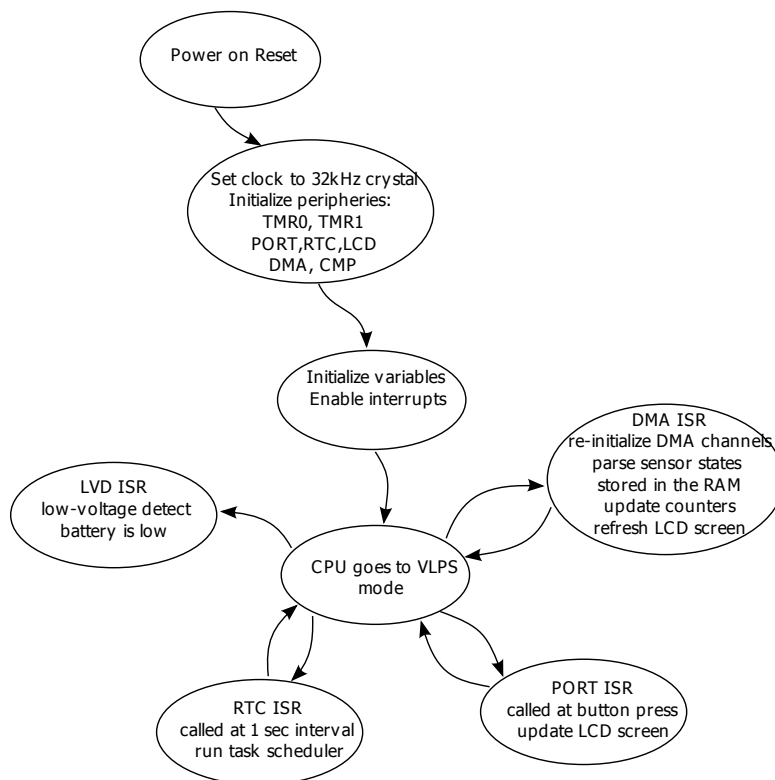 Power on Reset
Set clock to 32kHz crystal
Initialize peripheries:
TMR0, TMR1
PORT,RTC,LCD
DMA, CMP
Initialize variables
Enable interrupts
DMA ISR
re-initialize DMA channels
parse sensor states
stored in the RAM
update counters
refresh LCD screen
LVD ISR
low-voltage detect
battery is low
CPU goes to VLPS
mode
RTC ISR
called at 1 sec interval
run task scheduler
PORT ISR
called at button press
update LCD screen